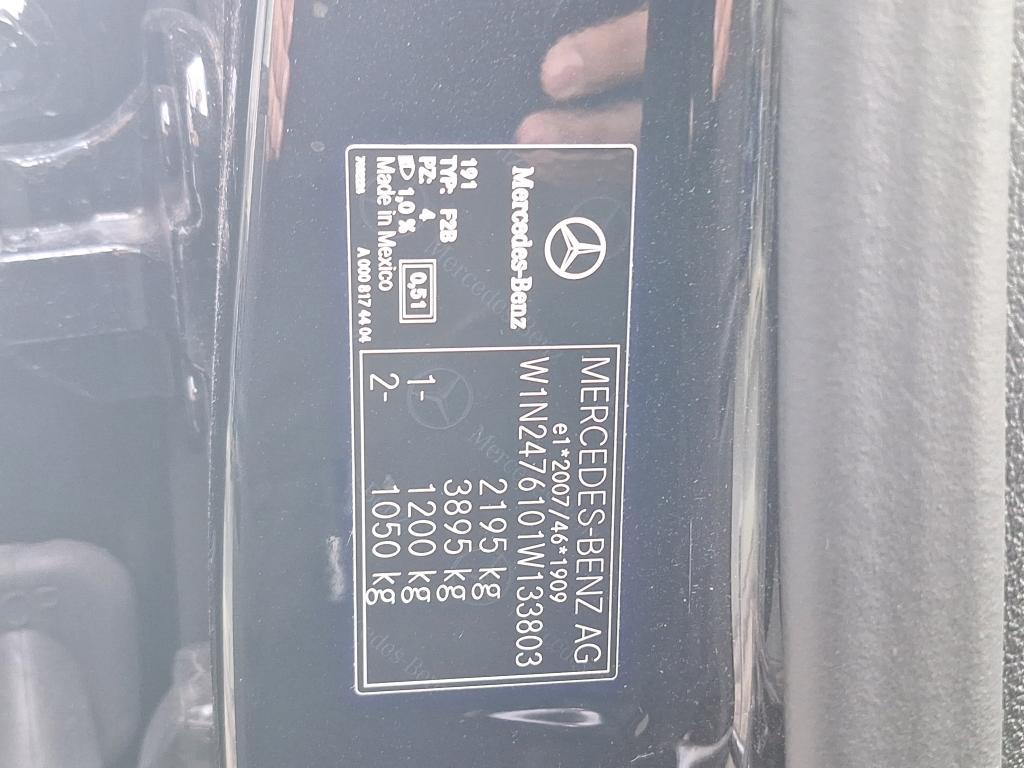 Mercedes-Benz
191
TYP: F2B
PZ: 4
D 1,0 % 0,51
Made in Mexico
A 000 817 44 04
MERCEDES-BENZ AG
e1*2007/46*1909
W1N2476101W133803
2195 kg
3895 kg
1- 1200 kg
2- 1050 kg